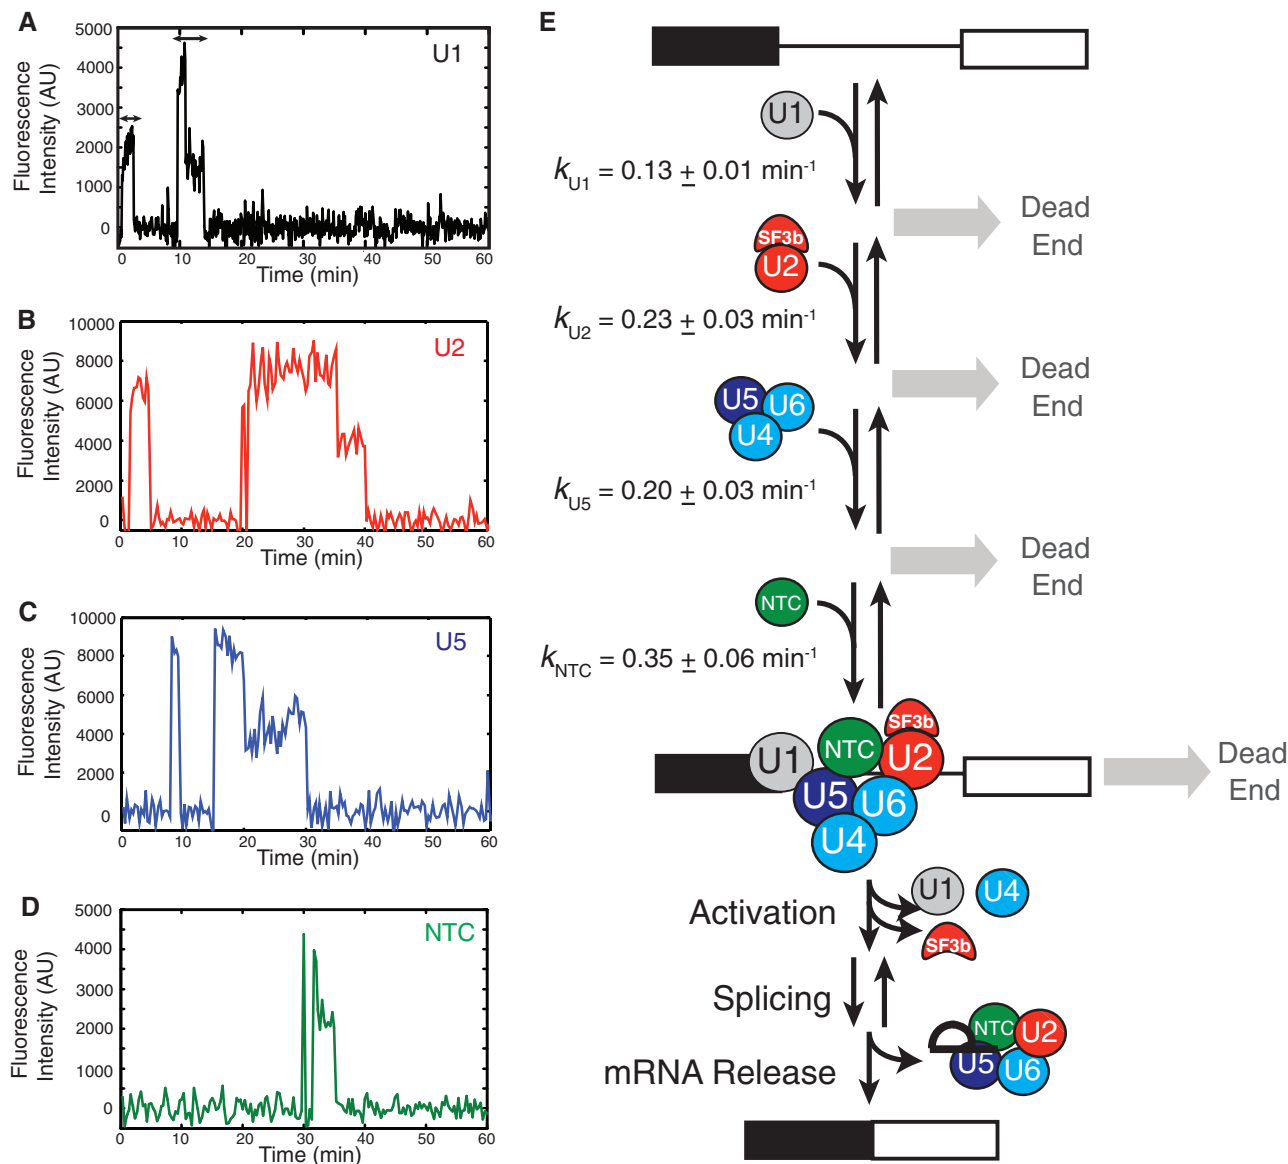 A
Fluorescence
Intensity (AU)
5000
4000
3000
2000
1000
0
U1
0 10 20 30 40 50 60
Time (min)
B
Fluorescence
Intensity (AU)
10000
8000
6000
4000
2000
0
U2
0 10 20 30 40 50 60
Time (min)
C
Fluorescence
Intensity (AU)
10000
8000
6000
4000
2000
0
U5
0 10 20 30 40 50 60
Time (min)
D
Fluorescence
Intensity (AU)
5000
4000
3000
2000
1000
0
NTC
0 10 20 30 40 50 60
Time (min)
E
U1
kU1 = 0.13 ± 0.01 min-1
Dead
End
SF3b
U2
kU2 = 0.23 ± 0.03 min-1
Dead
End
U5 U6
U4
kU5 = 0.20 ± 0.03 min-1
Dead
End
NTC
kNTC = 0.35 ± 0.06 min-1
SF3b
U1 NTC U2
U5 U6
U4
Dead
End
Activation
U1 U4
SF3b
Splicing
NTC U2
U5 U6
mRNA Release